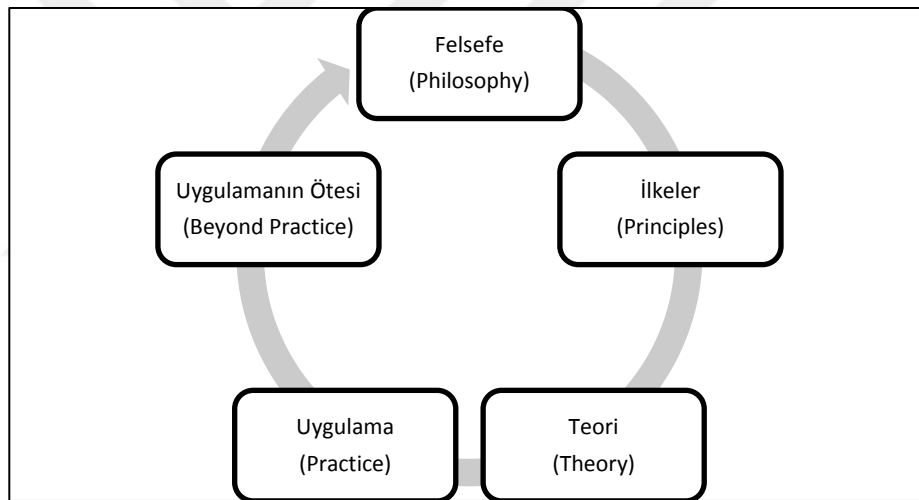 Felsefe
(Philosophy)
İlkeler
(Principles)
Teori
(Theory)
Uygulama
(Practice)
Uygulamanın Ötesi
(Beyond Practice)